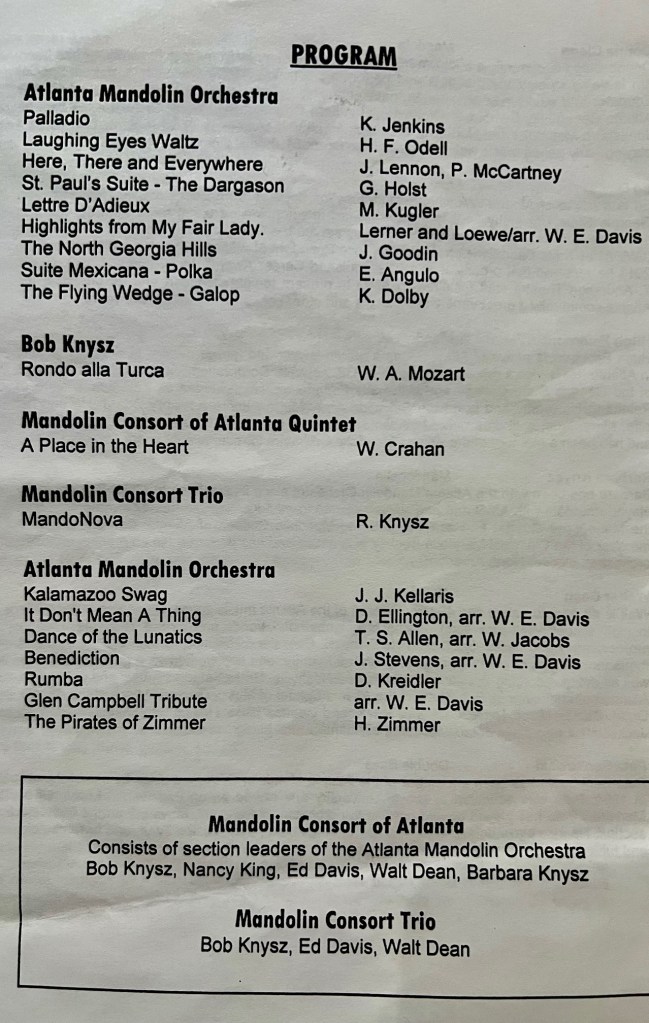 PROGRAM
Atlanta Mandolin Orchestra
Palladio K. Jenkins
Laughing Eyes Waltz H. F. Odell
Here, There and Everywhere J. Lennon, P. McCartney
St. Paul's Suite - The Dargason G. Holst
Lettre D'Adieux M. Kugler
Highlights from My Fair Lady. Lerner and Loewe/arr. W. E. Davis
The North Georgia Hills J. Goodin
Suite Mexicana - Polka E. Angulo
The Flying Wedge - Galop K. Dolby
Bob Knysz
Rondo alla Turca W. A. Mozart
Mandolin Consort of Atlanta Quintet
A Place in the Heart W. Crahan
Mandolin Consort Trio
MandoNova R. Knysz
Atlanta Mandolin Orchestra
Kalamazoo Swag J. J. Kellaris
It Don't Mean A Thing D. Ellington, arr. W. E. Davis
Dance of the Lunatics T. S. Allen, arr. W. Jacobs
Benediction J. Stevens, arr. W. E. Davis
Rumba D. Kreidler
Glen Campbell Tribute arr. W. E. Davis
The Pirates of Zimmer H. Zimmer
Mandolin Consort of Atlanta
Consists of section leaders of the Atlanta Mandolin Orchestra
Bob Knysz, Nancy King, Ed Davis, Walt Dean, Barbara Knysz
Mandolin Consort Trio
Bob Knysz, Ed Davis, Walt Dean